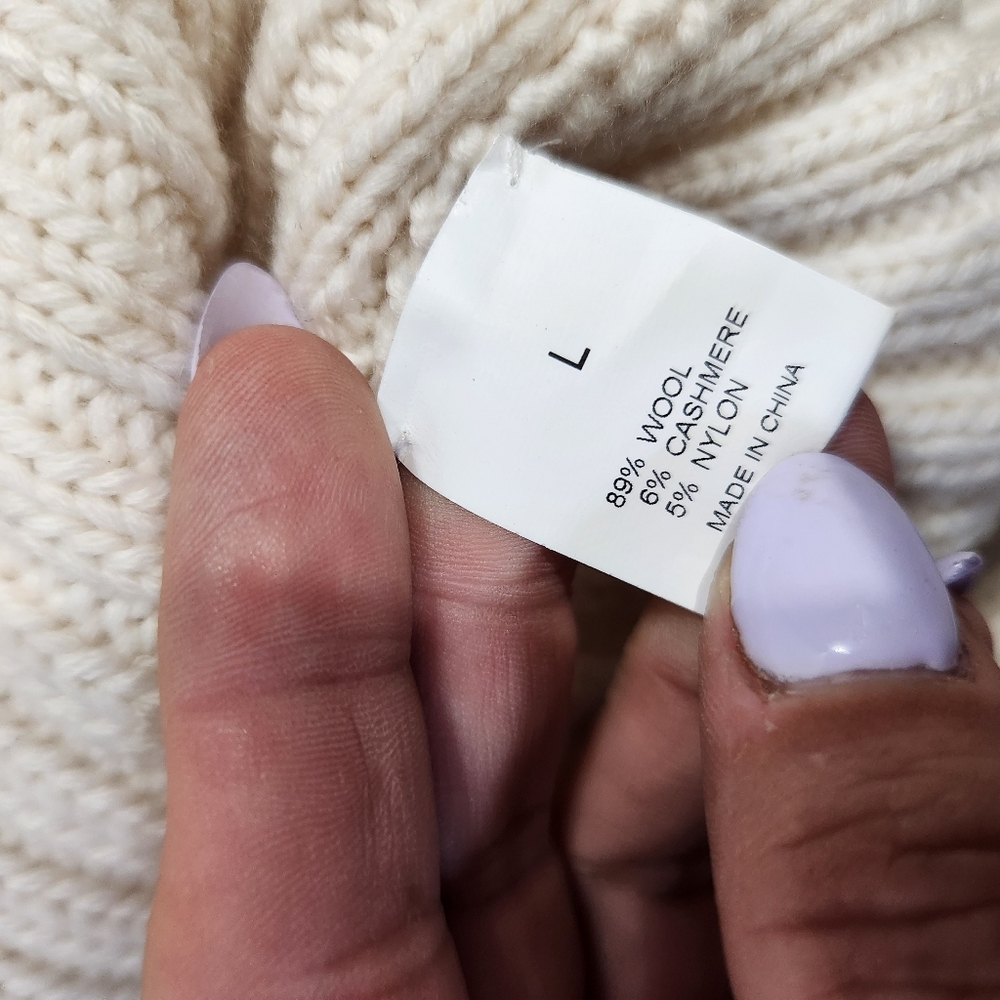 L
89% WOOL
6% CASHMERE
5% NYLON
MADE IN CHINA